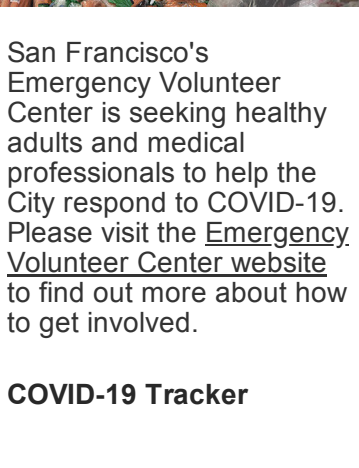 San Francisco's
Emergency Volunteer
Center is seeking healthy
adults and medical
professionals to help the
City respond to COVID-19.
Please visit the Emergency
Volunteer Center website
to find out more about how
to get involved.
COVID-19 Tracker